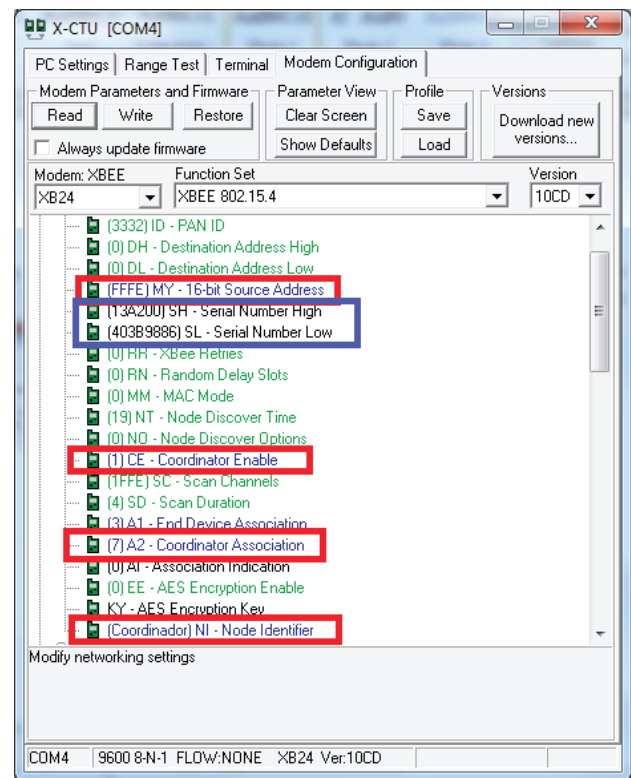 X-CTU [COM4]
PC Settings Range Test Terminal Modem Configuration
Modem Parameters and Firmware Parameter View Profile Versions
Read Write Restore Clear Screen Save Download new versions...
Always update firmware Show Defaults Load
Modem: XBEE Function Set Version
XB24 XBEE 802.15.4 10CD
(3332) ID - PAN ID
(0) DH - Destination Address High
(0) DL - Destination Address Low
(FFFE) MY - 16-bit Source Address
(13A200) SH - Serial Number High
(403B9886) SL - Serial Number Low
(0) RR - XBee Retries
(0) RN - Random Delay Slots
(0) MM - MAC Mode
(19) NT - Node Discover Time
(0) NO - Node Discover Options
(1) CE - Coordinator Enable
(1FFE) SC - Scan Channels
(4) SD - Scan Duration
(3) A1 - End Device Association
(7) A2 - Coordinator Association
(0) AI - Association Indication
(0) EE - AES Encryption Enable
KY - AES Encryption Key
(Coordinador) NI - Node Identifier
Modify networking settings
COM4 9600 8-N-1 FLOW:NONE XB24 Ver:10CD